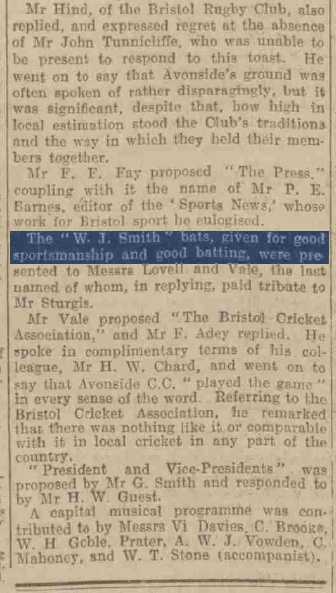 Mr Hind, of the Bristol Rugby Club, also
replied, and expressed regret at the absence
of Mr John Tunnicliffe, who was unable to
be present to respond to this toast. He
went on to say that Avonside's ground was
often spoken of rather disparagingly, but it
was significant, despite that, how high in
local estimation stood the Club's traditions
and the way in which they held their mem-
bers together.
Mr F. F. Fay proposed "The Press,"
coupling with it the name of Mr P. E.
Barnes, editor of the 'Sports News,' whose
work for Bristol sport he eulogised.
The "W. J. Smith" bats, given for good
sportsmanship and good batting, were pre-
sented to Messrs Lovell and Vale, the last
named of whom, in replying, paid tribute to
Mr Sturgis.
Mr Vale proposed "The Bristol Cricket
Association," and Mr F. Adey replied. He
spoke in complimentary terms of his col-
league, Mr H. W. Chard, and went on to
say that Avonside C.C. "played the game"
in every sense of the word. Referring to the
Bristol Cricket Association, he remarked
that there was nothing like it or comparable
with it in local cricket in any part of the
country.
"President and Vice-Presidents" was
proposed by Mr G. Smith and responded to
by Mr H. W. Guest.
A capital musical programme was con-
tributed to by Messrs Vi Davies, C. Brooks,
W. H. Goble, Prater, A. W. J. Vowden, C.
Mahoney, and W. T. Stone (accompanist).